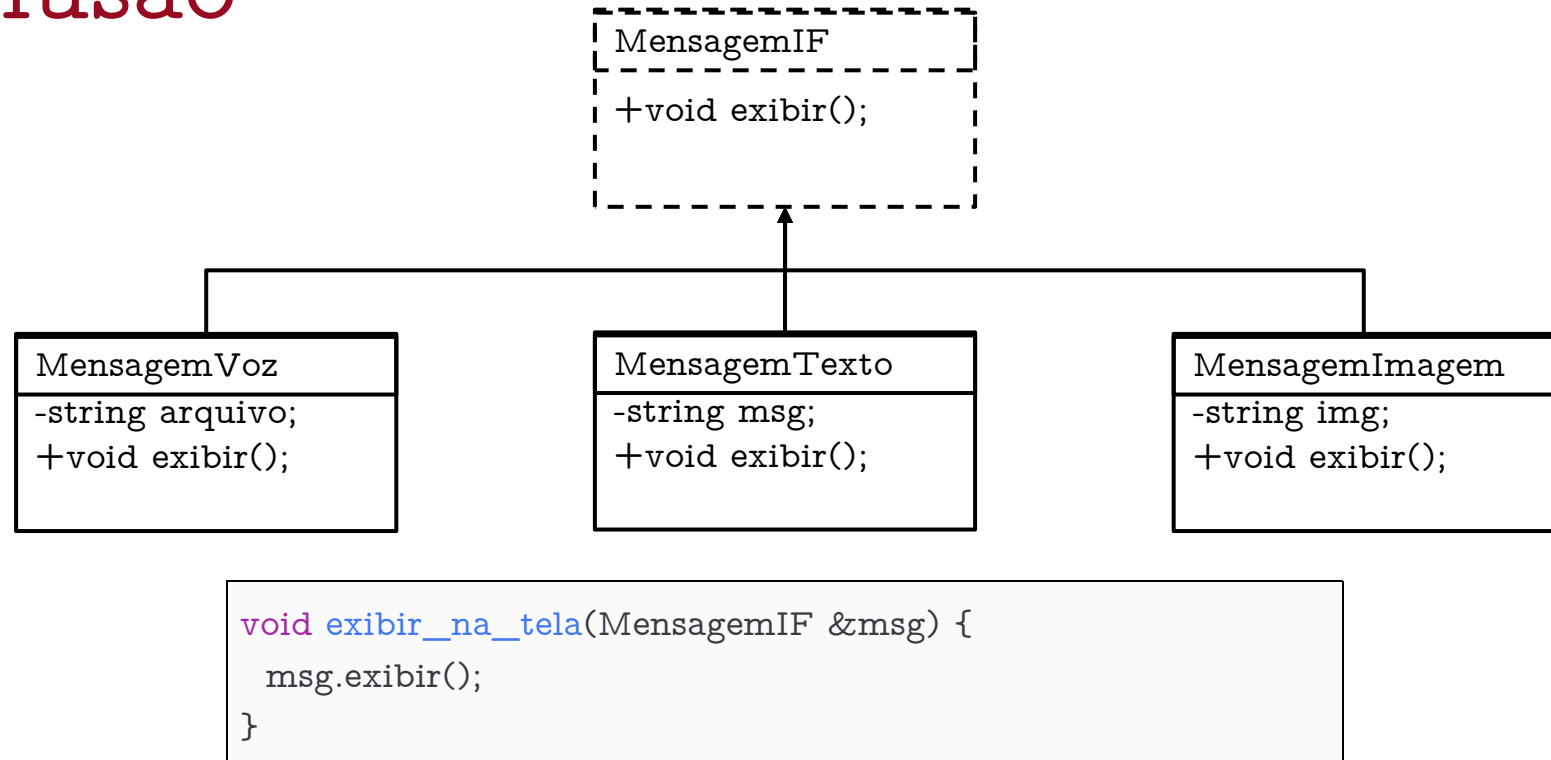 MensagemIF
+void exibir();
MensagemVoz
-string arquivo;
+void exibir();
MensagemTexto
-string msg;
+void exibir();
MensagemImagem
-string img;
+void exibir();
void exibir_na_tela(MensagemIF &msg) {
msg.exibir();
}